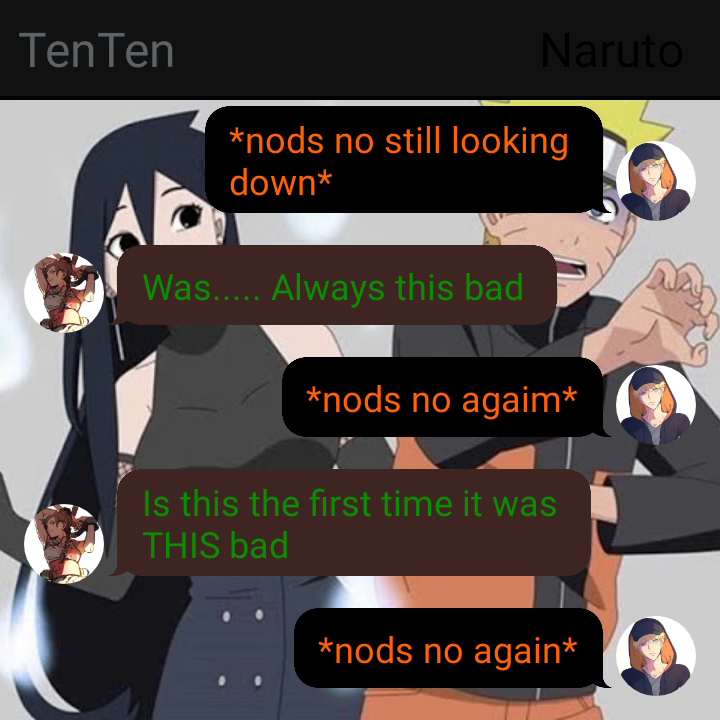 TenTen
Naruto
*nods no still looking
down*
Was..... Always this bad
*nods no agaim*
Is this the first time it was
THIS bad
*nods no again*